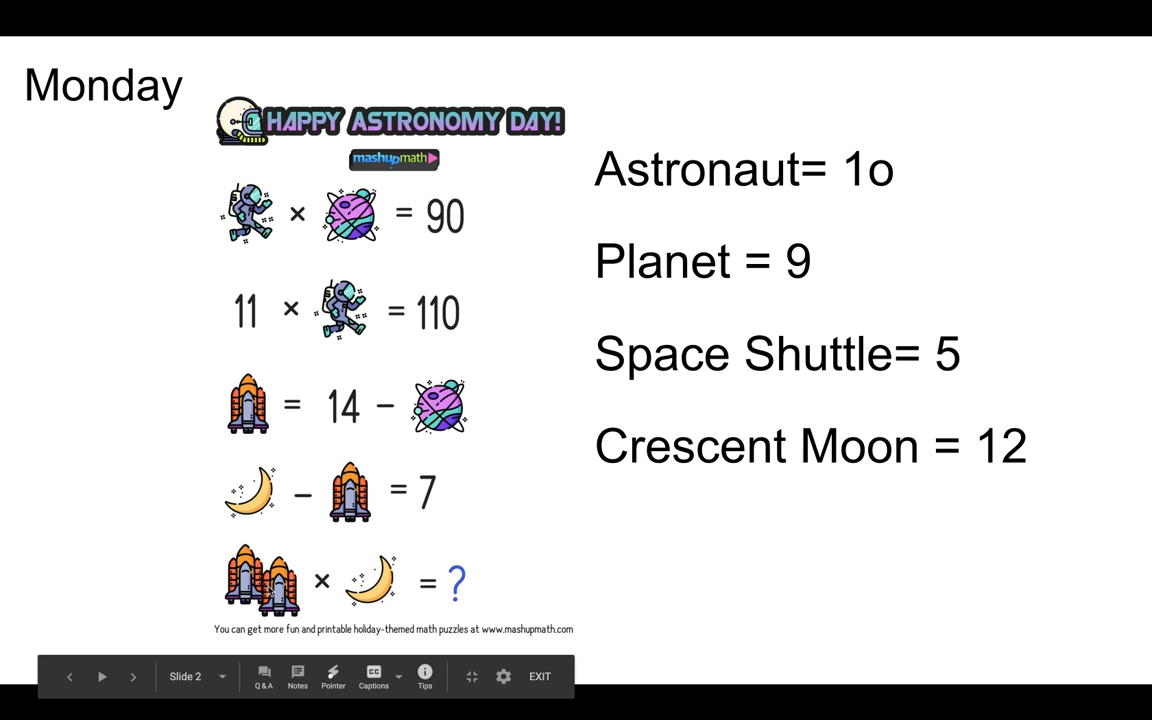 Monday
HAPPY ASTRONOMY DAY!
mashupmath
× = 90
11 × = 110
= 14 −
− = 7
× = ?
You can get more fun and printable holiday-themed math puzzles at www.mashupmath.com
Astronaut= 1o
Planet = 9
Space Shuttle= 5
Crescent Moon = 12
Slide 2
Q & A
Notes
Pointer
CC
Captions
Tips
EXIT